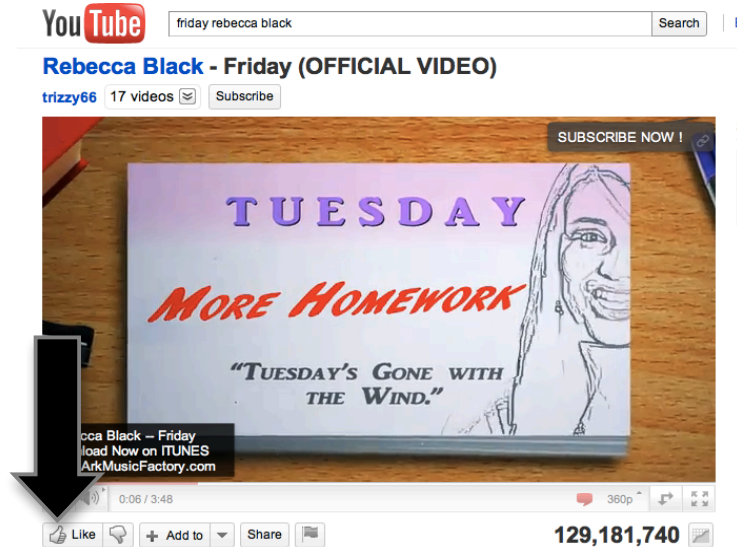 You Tube
friday rebecca black
Search
Rebecca Black - Friday (OFFICIAL VIDEO)
trizzy66 17 videos Subscribe
SUBSCRIBE NOW !
TUESDAY
MORE HOMEWORK
"TUESDAY'S GONE WITH
THE WIND."
cca Black – Friday
load Now on ITUNES
ArkMusicFactory.com
0:06 / 3:48
360p
Like
Add to
Share
129,181,740